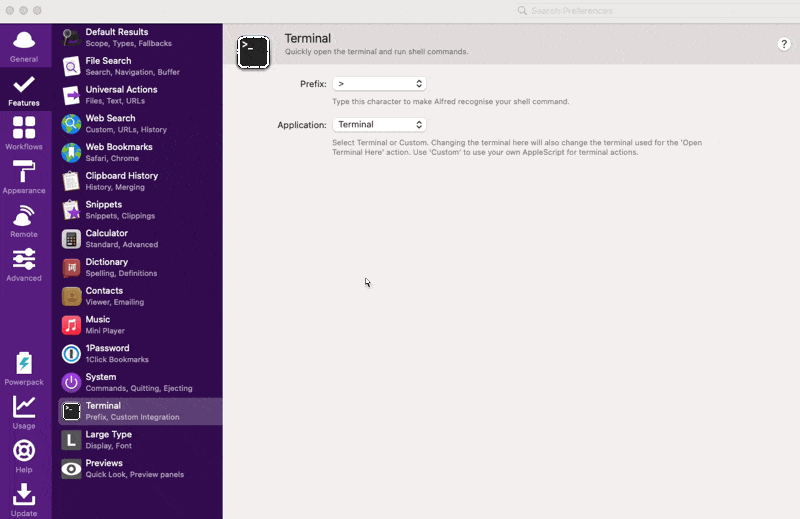 Search Preferences
General
Features
Workflows
Appearance
Remote
Advanced
Powerpack
Usage
Help
Update
Default Results
Scope, Types, Fallbacks
File Search
Search, Navigation, Buffer
Universal Actions
Files, Text, URLs
Web Search
Custom, URLs, History
Web Bookmarks
Safari, Chrome
Clipboard History
History, Merging
Snippets
Snippets, Clippings
Calculator
Standard, Advanced
Dictionary
Spelling, Definitions
Contacts
Viewer, Emailing
Music
Mini Player
1Password
1Click Bookmarks
System
Commands, Quitting, Ejecting
>_ Terminal
Prefix, Custom Integration
L Large Type
Display, Font
Previews
Quick Look, Preview panels
>_ Terminal
Quickly open the terminal and run shell commands.
?
Prefix: >
Type this character to make Alfred recognise your shell command.
Application: Terminal
Select Terminal or Custom. Changing the terminal here will also change the terminal used for the 'Open
Terminal Here' action. Use 'Custom' to use your own AppleScript for terminal actions.